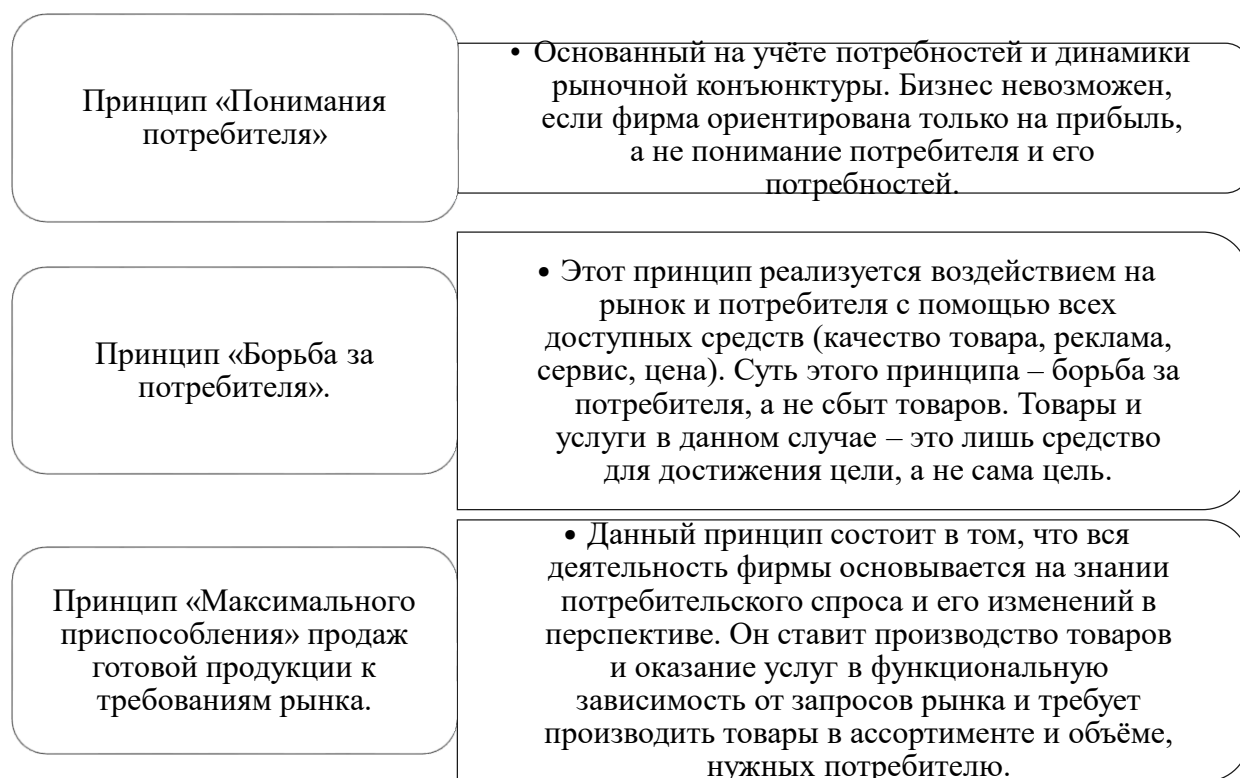 Принцип «Понимания
потребителя»
• Основанный на учёте потребностей и динамики
рыночной конъюнктуры. Бизнес невозможен,
если фирма ориентирована только на прибыль,
а не понимание потребителя и его
потребностей.
Принцип «Борьба за
потребителя».
• Этот принцип реализуется воздействием на
рынок и потребителя с помощью всех
доступных средств (качество товара, реклама,
сервис, цена). Суть этого принципа – борьба за
потребителя, а не сбыт товаров. Товары и
услуги в данном случае – это лишь средство
для достижения цели, а не сама цель.
Принцип «Максимального
приспособления» продаж
готовой продукции к
требованиям рынка.
• Данный принцип состоит в том, что вся
деятельность фирмы основывается на знании
потребительского спроса и его изменений в
перспективе. Он ставит производство товаров
и оказание услуг в функциональную
зависимость от запросов рынка и требует
производить товары в ассортименте и объёме,
нужных потребителю.